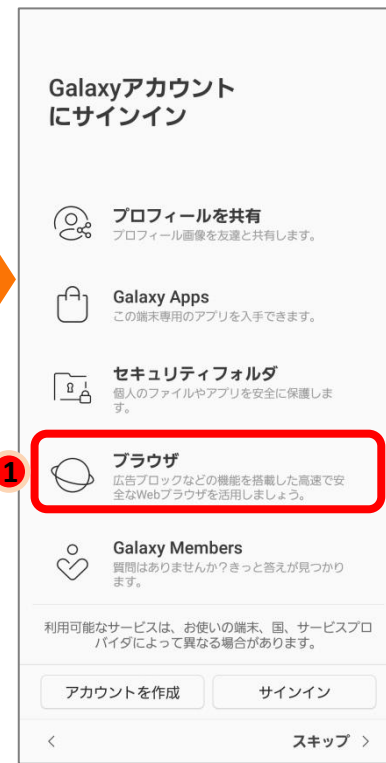 Galaxyアカウント
にサインイン
プロフィールを共有
プロフィール画像を友達と共有します。
Galaxy Apps
この端末専用のアプリを入手できます。
セキュリティフォルダ
個人のファイルやアプリを安全に保護しま
す。
1
ブラウザ
広告ブロックなどの機能を搭載した高速で安
全なWebブラウザを活用しましょう。
Galaxy Members
質問はありませんか？きっと答えが見つかり
ます。
利用可能なサービスは、お使いの端末、国、サービスプロ
バイダによって異なる場合があります。
アカウントを作成 サインイン
< スキップ >